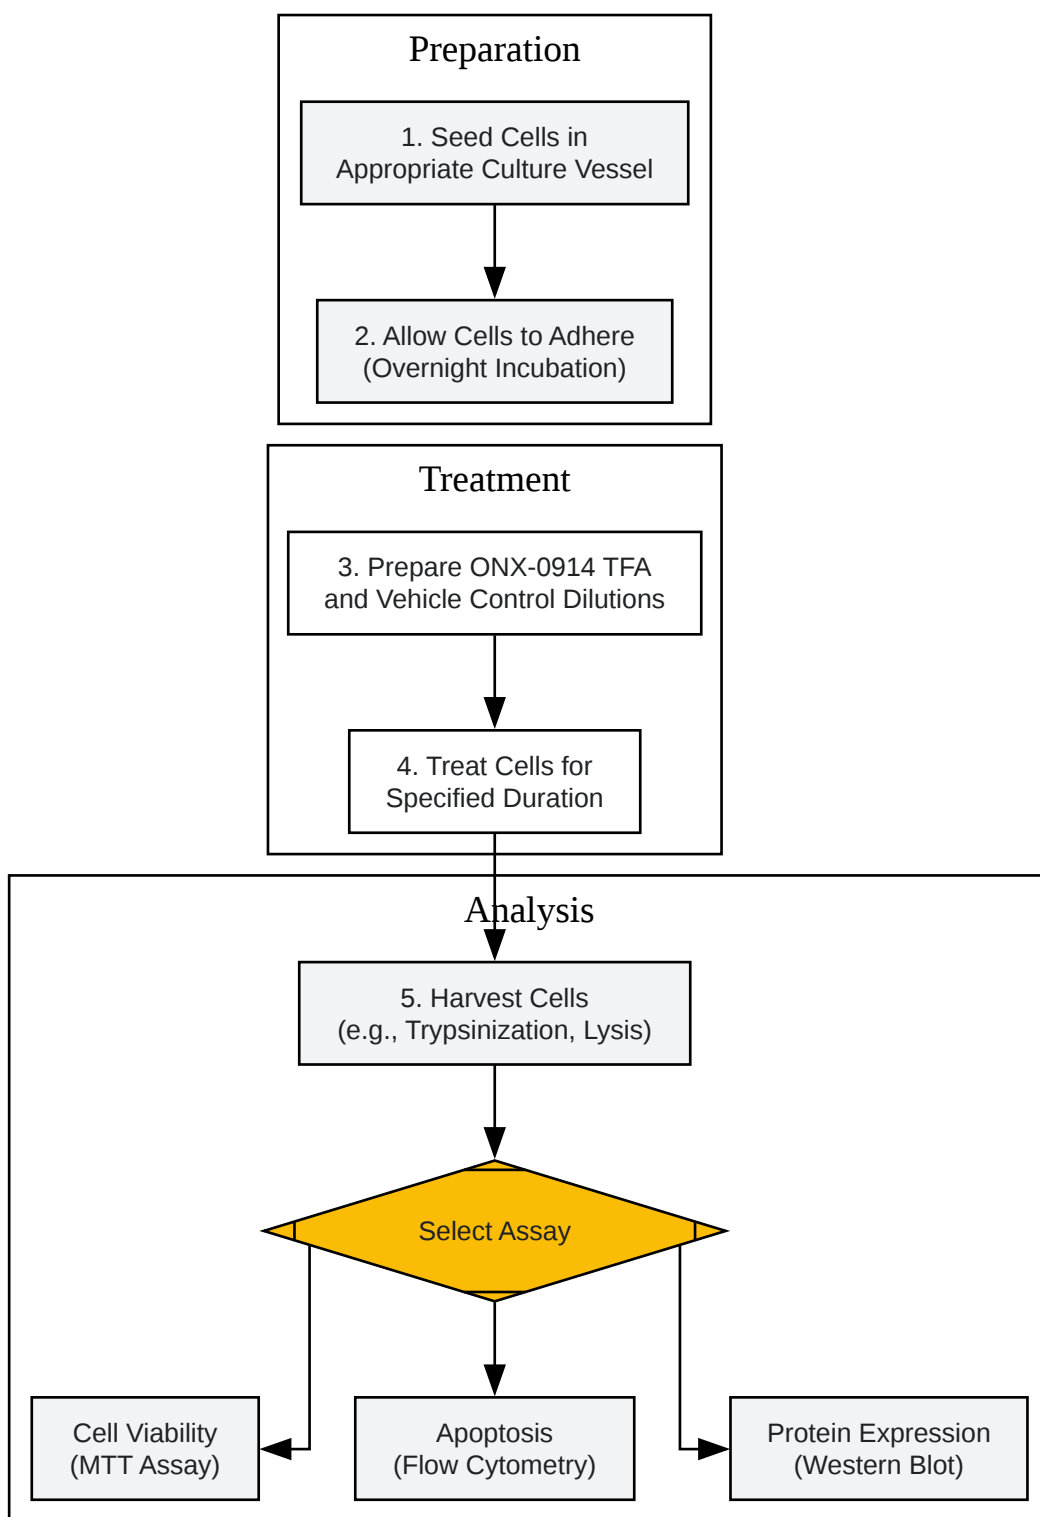 Preparation
1. Seed Cells in
Appropriate Culture Vessel
2. Allow Cells to Adhere
(Overnight Incubation)
Treatment
3. Prepare ONX-0914 TFA
and Vehicle Control Dilutions
4. Treat Cells for
Specified Duration
Analysis
5. Harvest Cells
(e.g., Trypsinization, Lysis)
Select Assay
Cell Viability
(MTT Assay)
Apoptosis
(Flow Cytometry)
Protein Expression
(Western Blot)